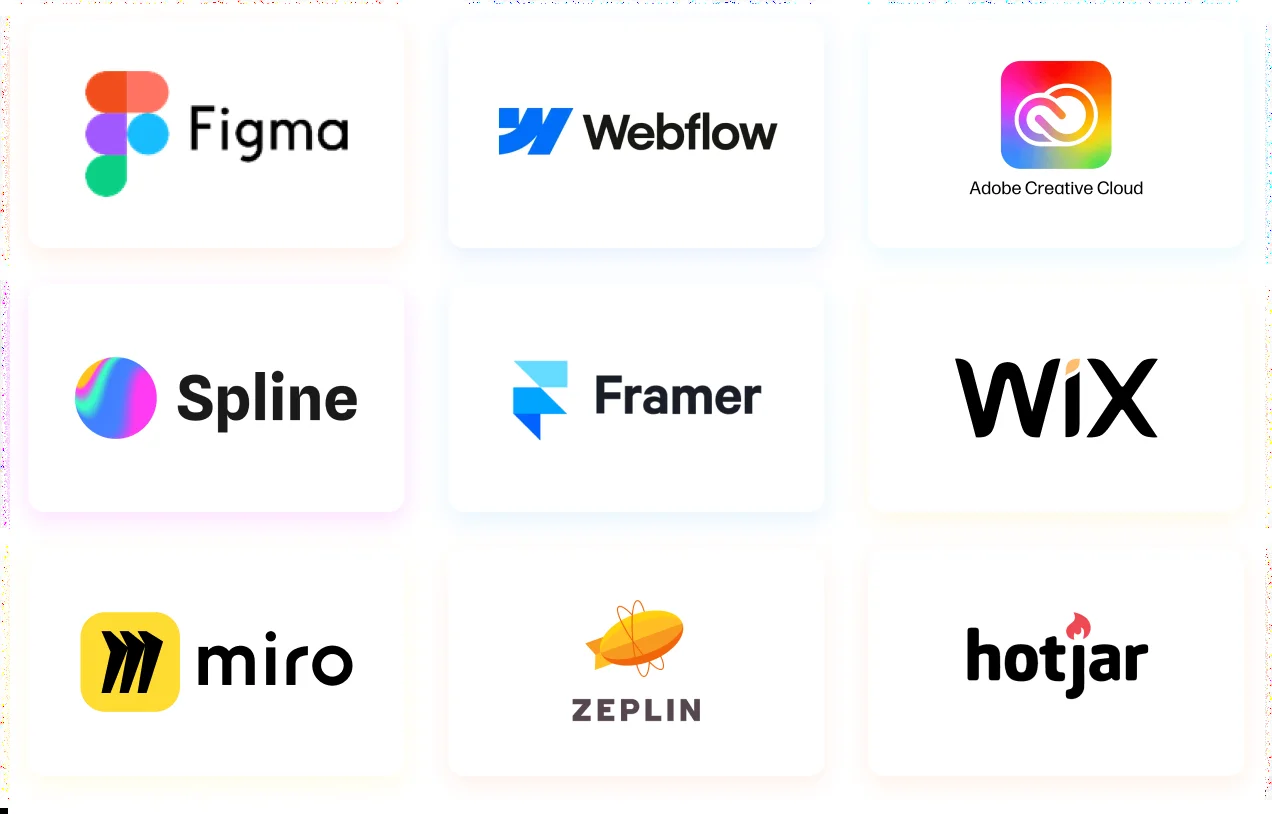 Figma
Webflow
Adobe Creative Cloud
Spline
Framer
WiX
miro
ZEPLIN
hotjar